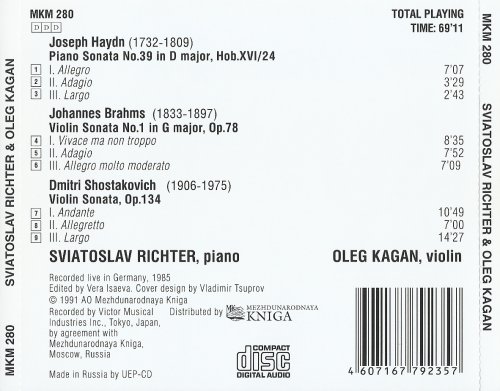 MKM 280
DDD
TOTAL PLAYING
TIME: 69'11
Joseph Haydn (1732-1809)
Piano Sonata No.39 in D major, Hob.XVI/24
1 I. Allegro 7'07
2 II. Adagio 3'29
3 III. Largo 2'43
Johannes Brahms (1833-1897)
Violin Sonata No.1 in G major, Op.78
4 I. Vivace ma non troppo 8'35
5 II. Adagio 7'52
6 III. Allegro molto moderato 7'09
Dmitri Shostakovich (1906-1975)
Violin Sonata, Op.134
7 I. Andante 10'49
8 II. Allegretto 7'00
9 III. Largo 14'27
SVIATOSLAV RICHTER, piano OLEG KAGAN, violin
Recorded live in Germany, 1985
Edited by Vera Isaeva. Cover design by Vladimir Tsuprov
© 1991 AO Mezhdunarodnaya Kniga
Recorded by Victor Musical
Industries Inc., Tokyo, Japan,
by agreement with
Mezhdunarodnaya Kniga,
Moscow, Russia
Distributed by
MK
MEZHDUNARODNAYA
KNIGA
Made in Russia by UEP-CD
COMPACT
disc
DIGITAL AUDIO
4607167792357
MKM 280 SVIATOSLAV RICHTER & OLEG KAGAN
SVIATOSLAV RICHTER & OLEG KAGAN MKM 280